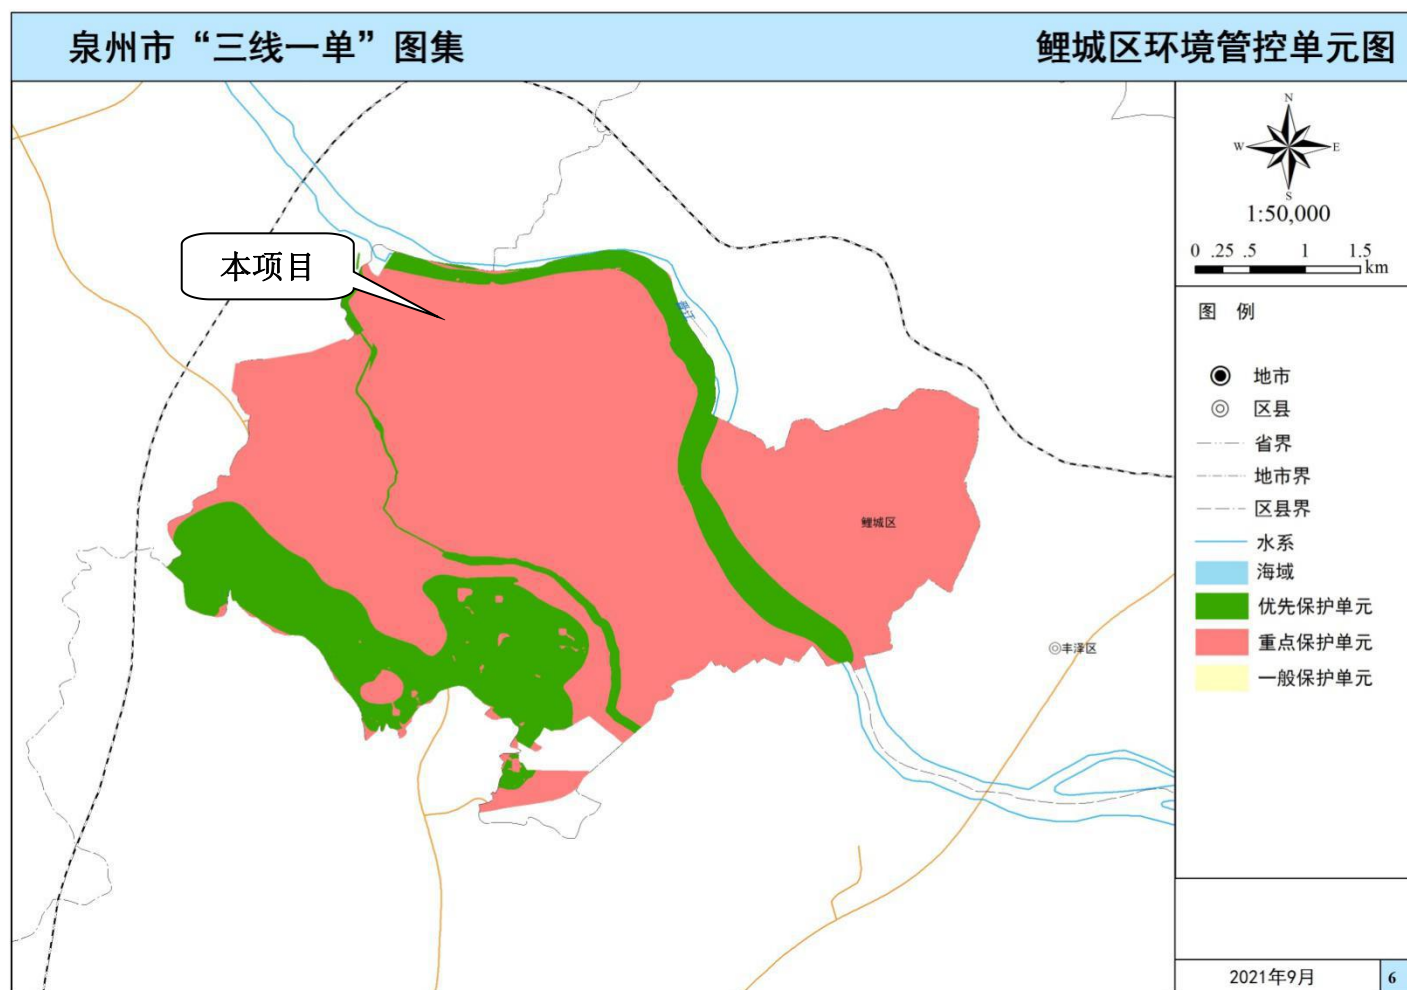 泉州市“三线一单”图集
鲤城区环境管控单元图
N
W
E
S
1:50,000
0 .25 .5 1 1.5
km
本项目
晋江
图 例
地市
区县
省界
地市界
区县界
水系
海域
优先保护单元
重点保护单元
一般保护单元
鲤城区
丰泽区
2021年9月
6